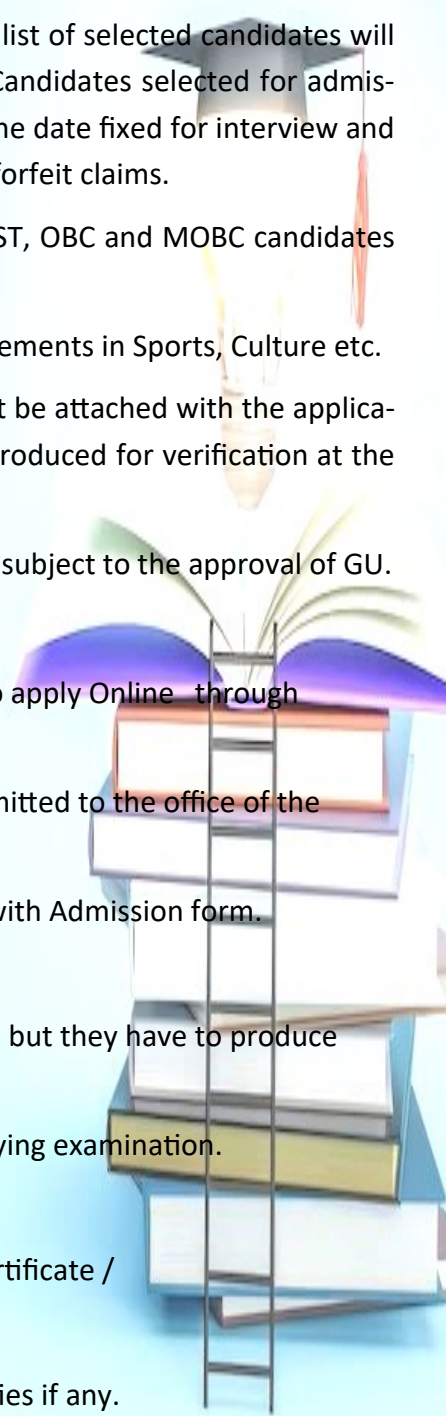 list of selected candidates will
Candidates selected for admis-
he date fixed for interview and
forfeit claims.
ST, OBC and MOBC candidates
ements in Sports, Culture etc.
t be attached with the applica-
roduced for verification at the
subject to the approval of GU.
o apply Online through
mitted to the office of the
with Admission form.
but they have to produce
ying examination.
rtificate /
ies if any.